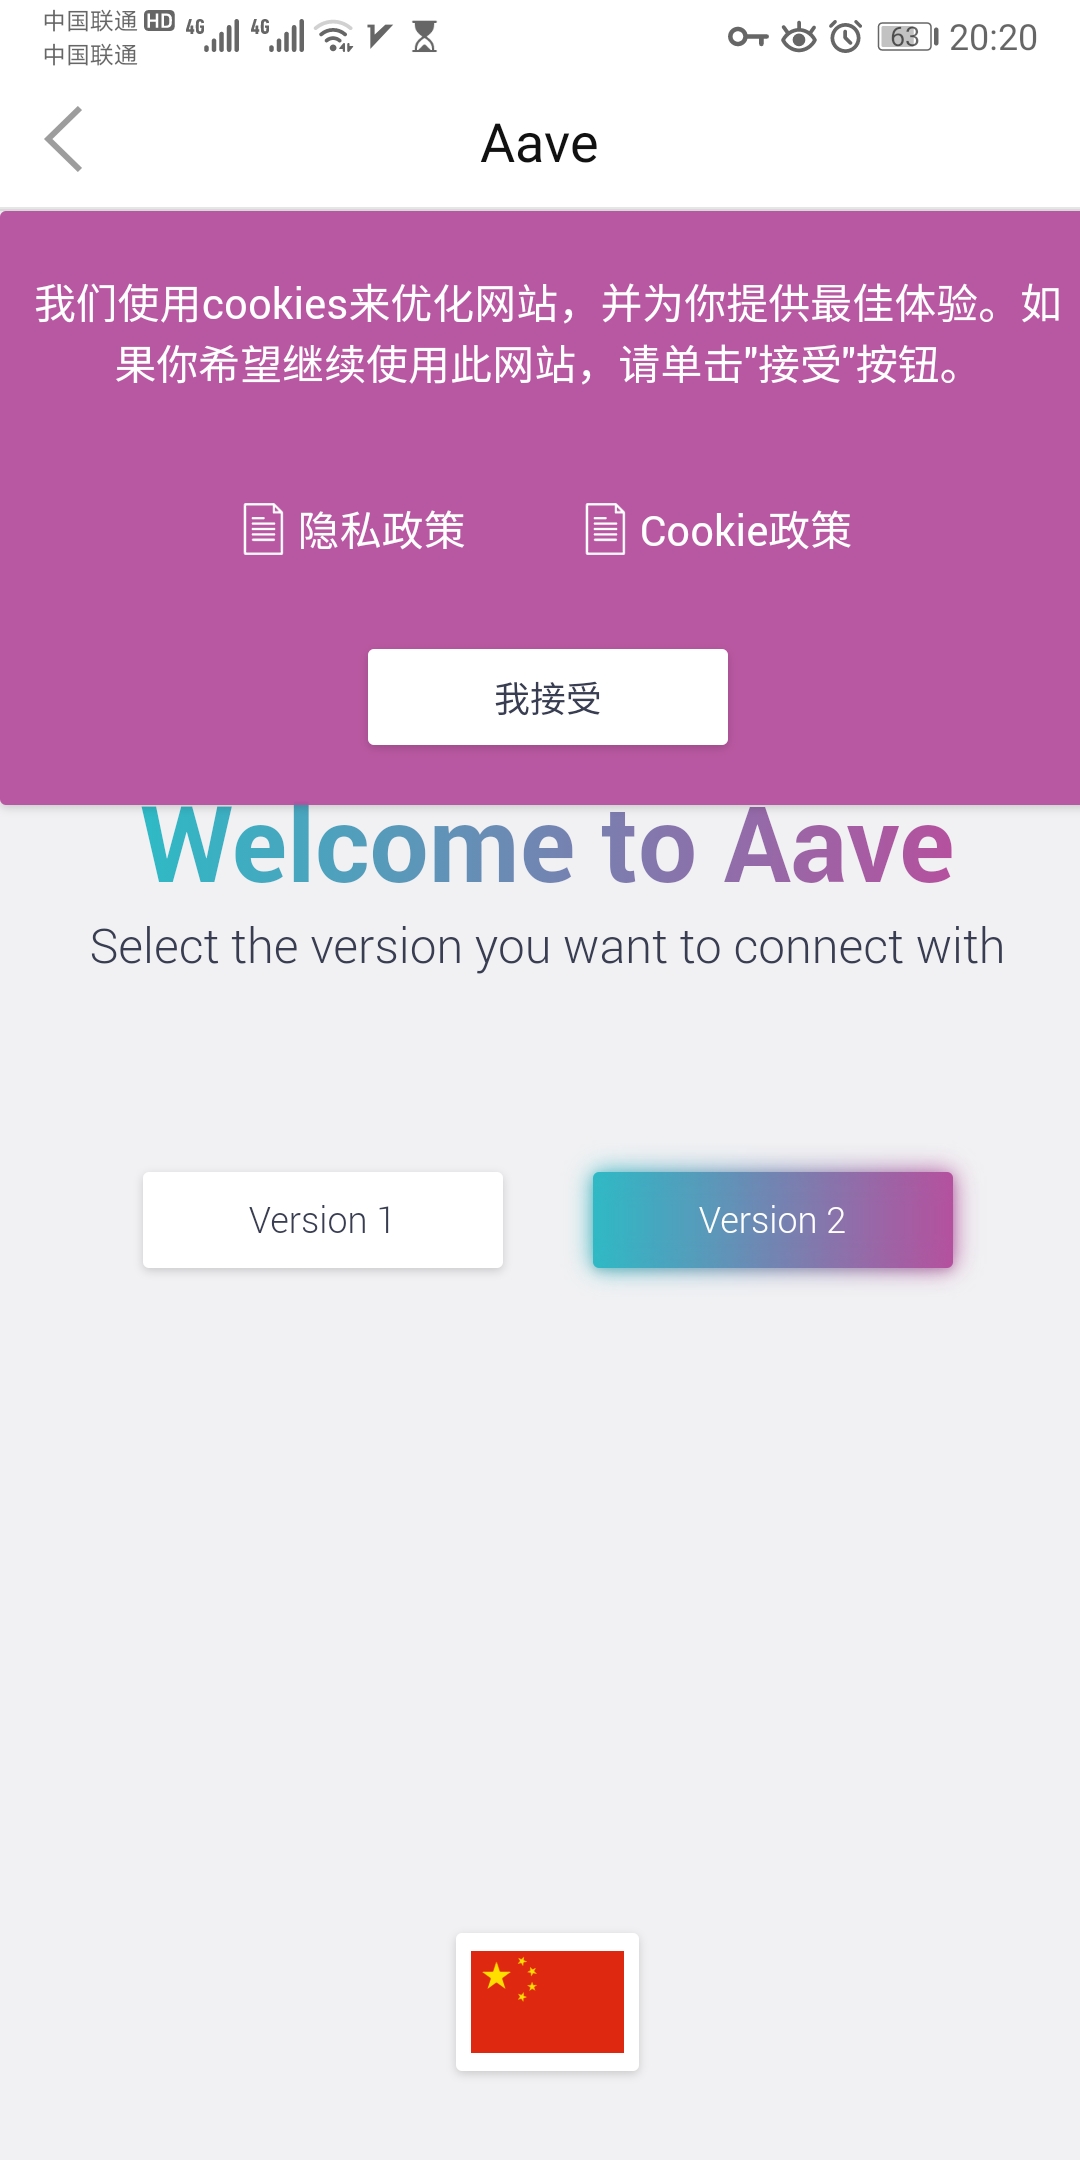 中国联通 HD 4G 4G 63 20:20
中国联通
Aave
我们使用cookies来优化网站，并为你提供最佳体验。如
果你希望继续使用此网站，请单击"接受"按钮。
隐私政策 Cookie政策
我接受
Welcome to Aave
Select the version you want to connect with
Version 1 Version 2